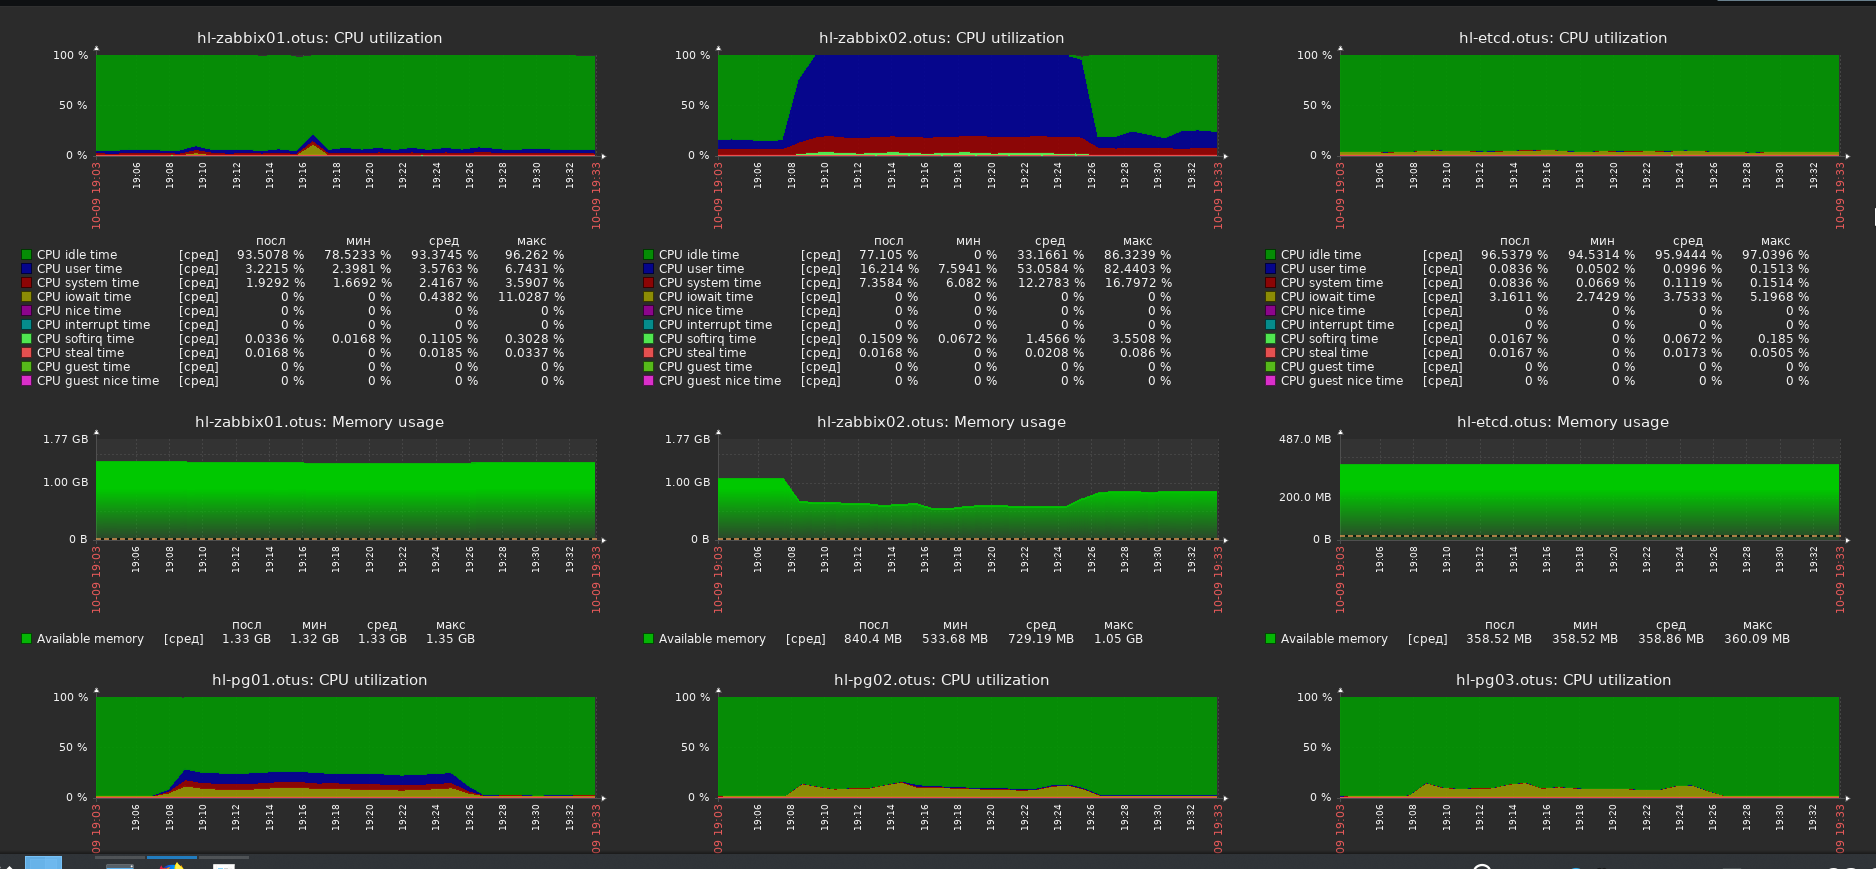 hl-zabbix01.otus: CPU utilization
100 %
50 %
0 %
10-09 19:03
19:06
19:08
19:10
19:12
19:14
19:16
19:18
19:20
19:22
19:24
19:26
19:28
19:30
19:32
10-09 19:33
посл мин сред макс
CPU idle time [сред] 93.5078 % 78.5233 % 93.3745 % 96.262 %
CPU user time [сред] 3.2215 % 2.3981 % 3.5763 % 6.7431 %
CPU system time [сред] 1.9292 % 1.6692 % 2.4167 % 3.5907 %
CPU iowait time [сред] 0 % 0 % 0.4382 % 11.0287 %
CPU nice time [сред] 0 % 0 % 0 % 0 %
CPU interrupt time [сред] 0 % 0 % 0 % 0 %
CPU softirq time [сред] 0.0336 % 0.0168 % 0.1105 % 0.3028 %
CPU steal time [сред] 0.0168 % 0 % 0.0185 % 0.0337 %
CPU guest time [сред] 0 % 0 % 0 % 0 %
CPU guest nice time [сред] 0 % 0 % 0 % 0 %
hl-zabbix02.otus: CPU utilization
100 %
50 %
0 %
10-09 19:03
19:06
19:08
19:10
19:12
19:14
19:16
19:18
19:20
19:22
19:24
19:26
19:28
19:30
19:32
10-09 19:33
посл мин сред макс
CPU idle time [сред] 77.105 % 0 % 33.1661 % 86.3239 %
CPU user time [сред] 16.214 % 7.5941 % 53.0584 % 82.4403 %
CPU system time [сред] 7.3584 % 6.082 % 12.2783 % 16.7972 %
CPU iowait time [сред] 0 % 0 % 0 % 0 %
CPU nice time [сред] 0 % 0 % 0 % 0 %
CPU interrupt time [сред] 0 % 0 % 0 % 0 %
CPU softirq time [сред] 0.1509 % 0.0672 % 1.4566 % 3.5508 %
CPU steal time [сред] 0.0168 % 0 % 0.0208 % 0.086 %
CPU guest time [сред] 0 % 0 % 0 % 0 %
CPU guest nice time [сред] 0 % 0 % 0 % 0 %
hl-etcd.otus: CPU utilization
100 %
50 %
0 %
10-09 19:03
19:06
19:08
19:10
19:12
19:14
19:16
19:18
19:20
19:22
19:24
19:26
19:28
19:30
19:32
10-09 19:33
посл мин сред макс
CPU idle time [сред] 96.5379 % 94.5314 % 95.9444 % 97.0396 %
CPU user time [сред] 0.0836 % 0.0502 % 0.0996 % 0.1513 %
CPU system time [сред] 0.0836 % 0.0669 % 0.1119 % 0.1514 %
CPU iowait time [сред] 3.1611 % 2.7429 % 3.7533 % 5.1968 %
CPU nice time [сред] 0 % 0 % 0 % 0 %
CPU interrupt time [сред] 0 % 0 % 0 % 0 %
CPU softirq time [сред] 0.0167 % 0 % 0.0672 % 0.185 %
CPU steal time [сред] 0.0167 % 0 % 0.0173 % 0.0505 %
CPU guest time [сред] 0 % 0 % 0 % 0 %
CPU guest nice time [сред] 0 % 0 % 0 % 0 %
hl-zabbix01.otus: Memory usage
1.77 GB
1.00 GB
0 B
10-09 19:03
19:06
19:08
19:10
19:12
19:14
19:16
19:18
19:20
19:22
19:24
19:26
19:28
19:30
19:32
10-09 19:33
посл мин сред макс
Available memory [сред] 1.33 GB 1.32 GB 1.33 GB 1.35 GB
hl-zabbix02.otus: Memory usage
1.77 GB
1.00 GB
0 B
10-09 19:03
19:06
19:08
19:10
19:12
19:14
19:16
19:18
19:20
19:22
19:24
19:26
19:28
19:30
19:32
10-09 19:33
посл мин сред макс
Available memory [сред] 840.4 MB 533.68 MB 729.19 MB 1.05 GB
hl-etcd.otus: Memory usage
487.0 MB
200.0 MB
0 B
10-09 19:03
19:06
19:08
19:10
19:12
19:14
19:16
19:18
19:20
19:22
19:24
19:26
19:28
19:30
19:32
10-09 19:33
посл мин сред макс
Available memory [сред] 358.52 MB 358.52 MB 358.86 MB 360.09 MB
hl-pg01.otus: CPU utilization
100 %
50 %
0 %
09 19:03
19:06
19:08
19:10
19:12
19:14
19:16
19:18
19:20
19:22
19:24
19:26
19:28
19:30
19:32
09 19:33
hl-pg02.otus: CPU utilization
100 %
50 %
0 %
09 19:03
19:06
19:08
19:10
19:12
19:14
19:16
19:18
19:20
19:22
19:24
19:26
19:28
19:30
19:32
09 19:33
hl-pg03.otus: CPU utilization
100 %
50 %
0 %
09 19:03
19:06
19:08
19:10
19:12
19:14
19:16
19:18
19:20
19:22
19:24
19:26
19:28
19:30
19:32
09 19:33